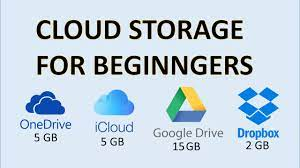 CLOUD STORAGE
FOR BEGINNGERS
OneDrive
5 GB
iCloud
5 GB
Google Drive
15GB
Dropbox
2 GB